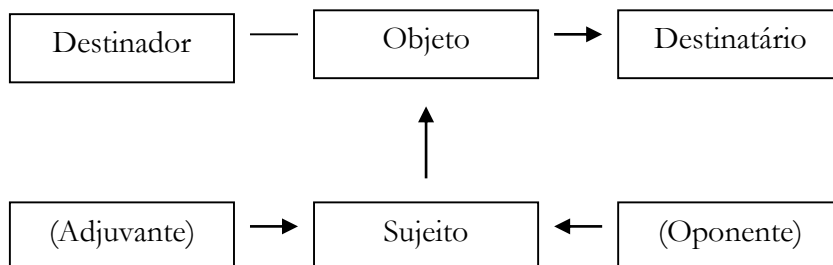 Destinador
Objeto
Destinatário
(Adjuvante)
Sujeito
(Oponente)